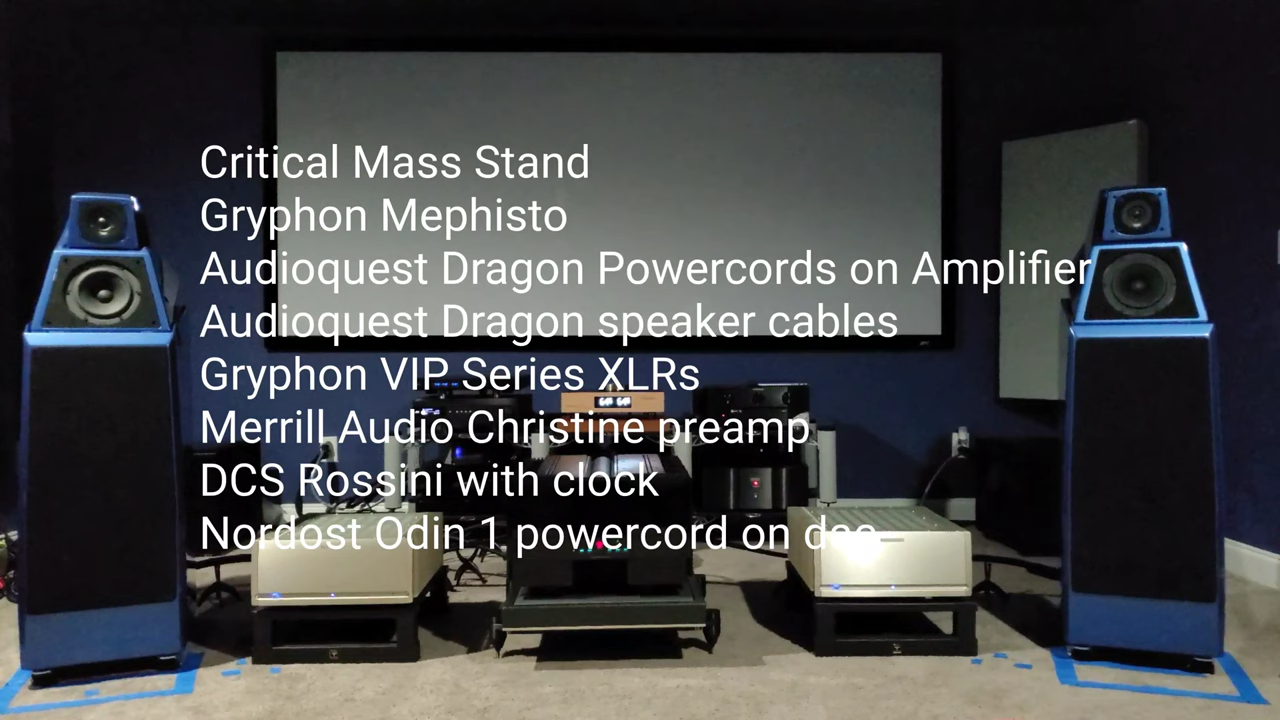 Critical Mass Stand
Gryphon Mephisto
Audioquest Dragon Powercords on Amplifier
Audioquest Dragon speaker cables
Gryphon VIP Series XLRs
Merrill Audio Christine preamp
DCS Rossini with clock
Nordost Odin 1 powercord on dac